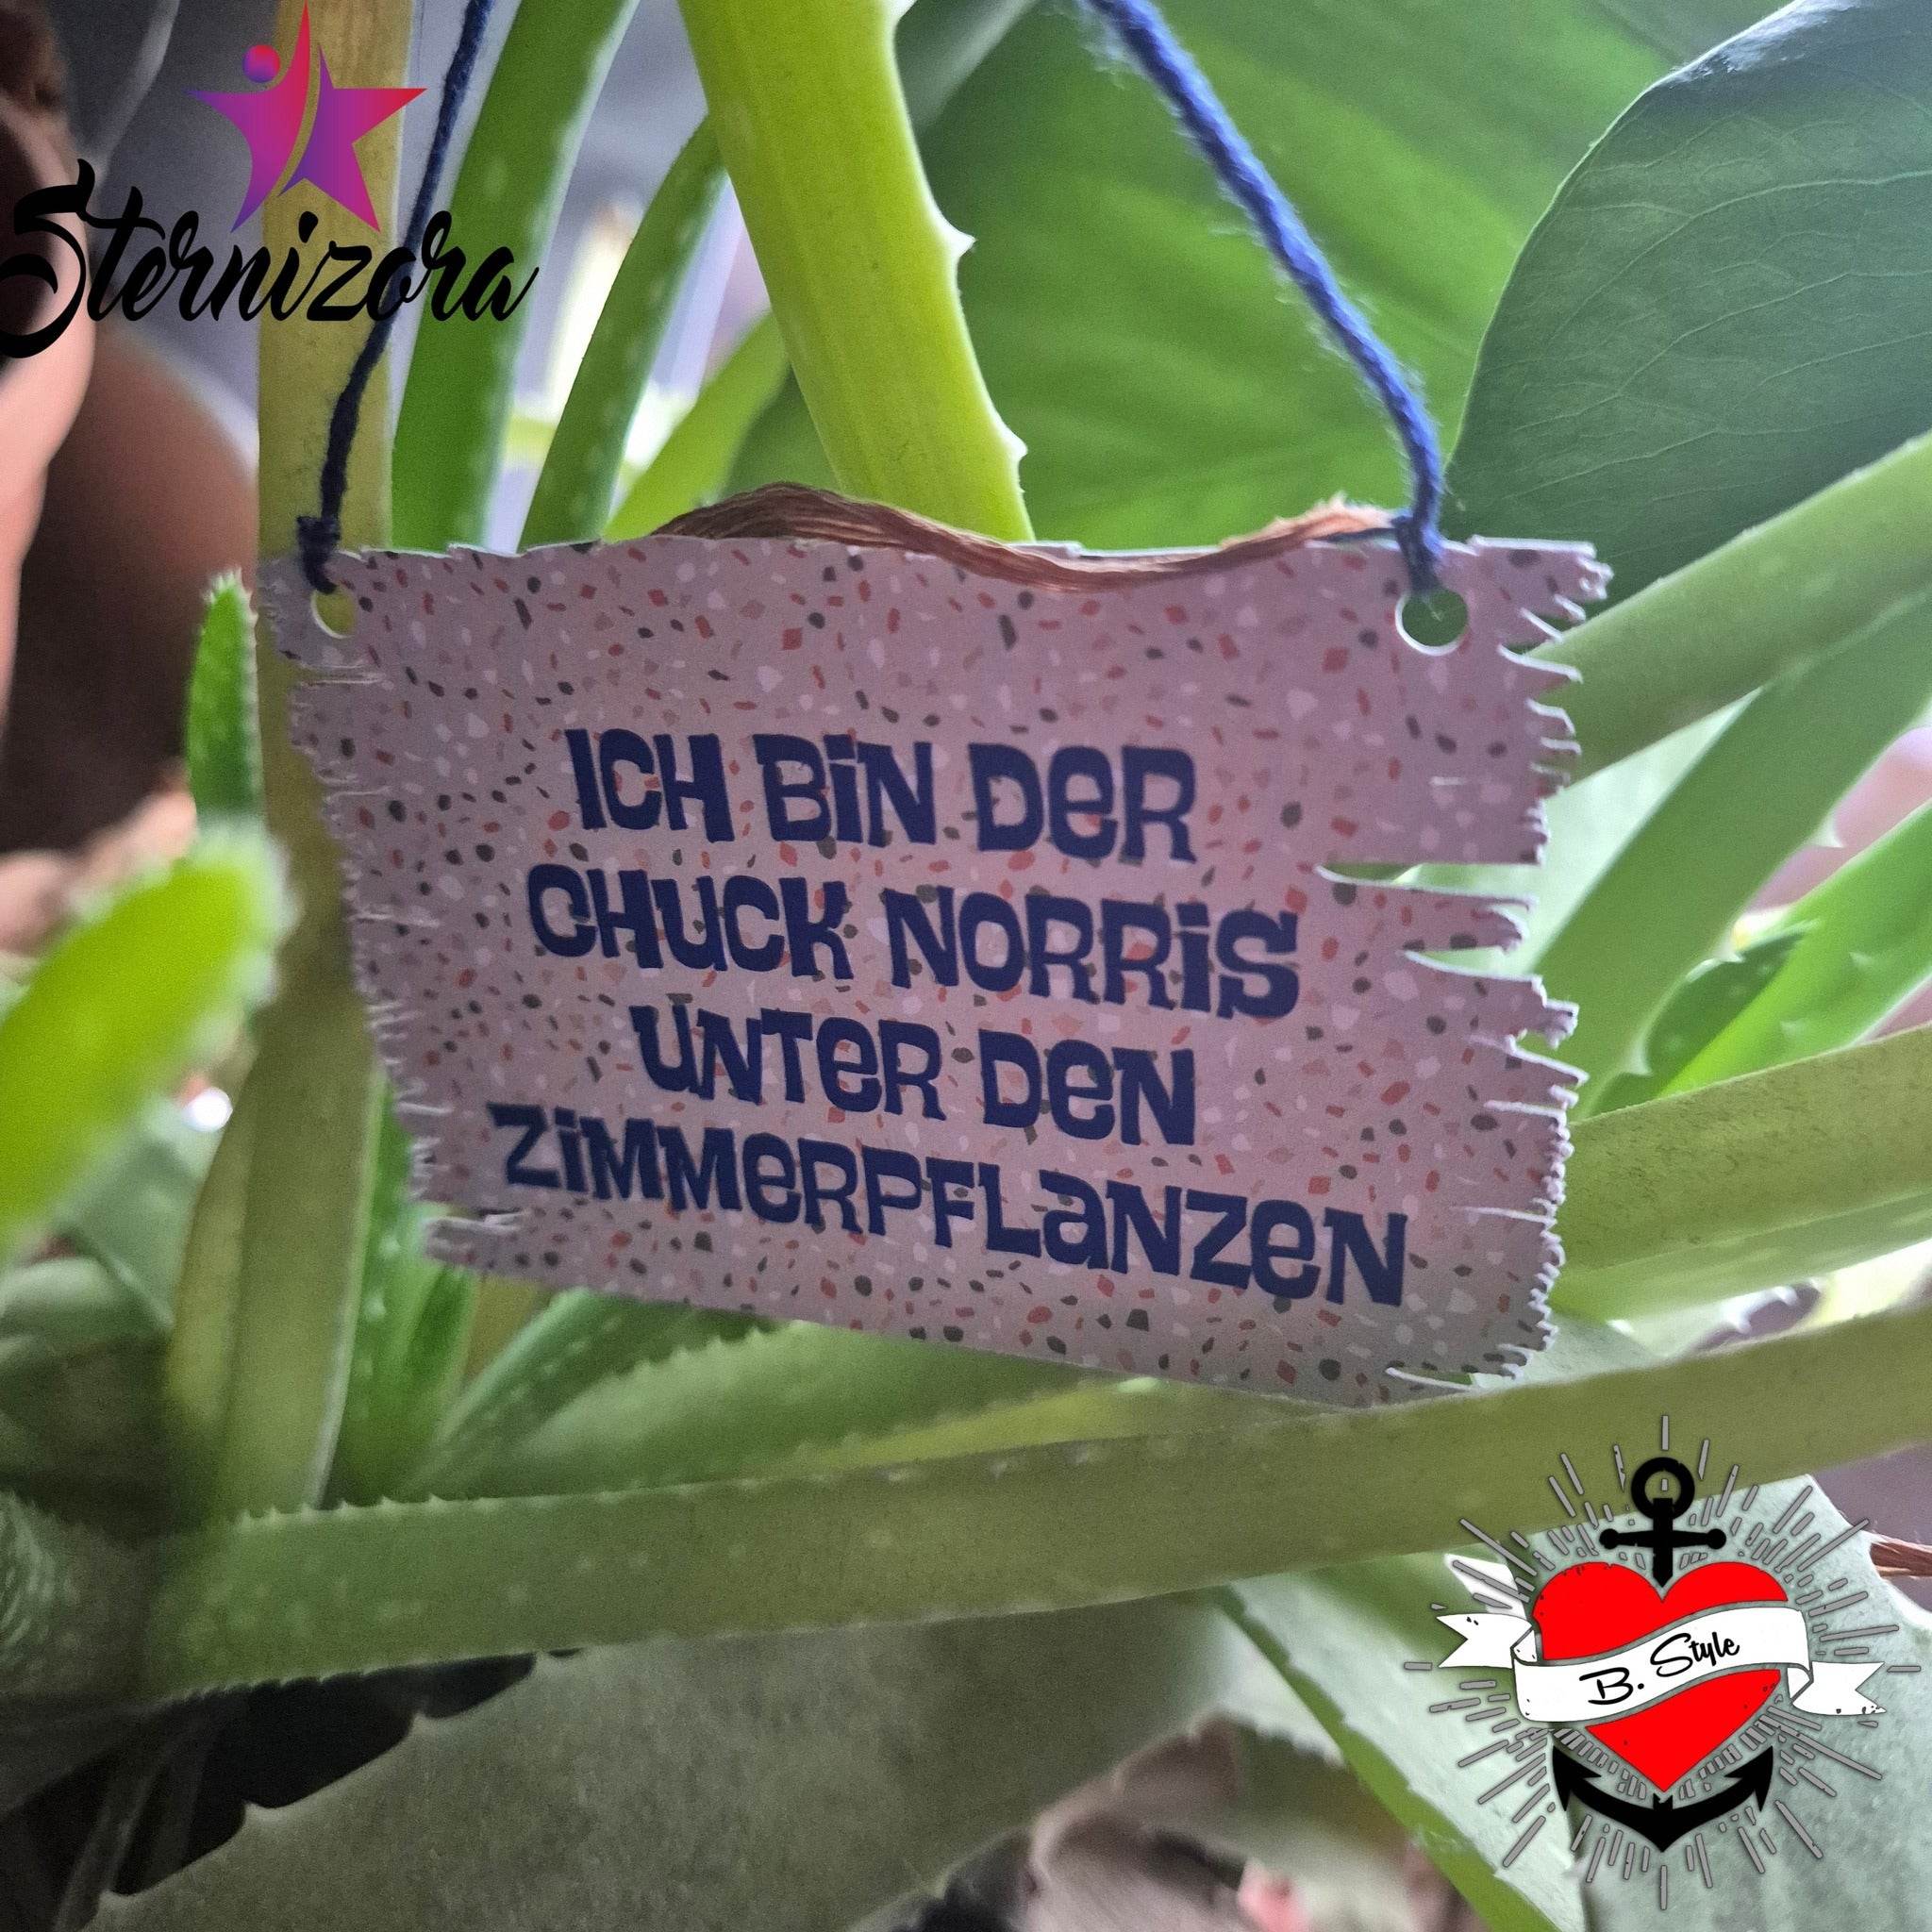 Sternizora
ICH BiN DeR
CHUCK NORRiS
UNTeR DeN
ZiMMeRPFLaNZeN
B. Style